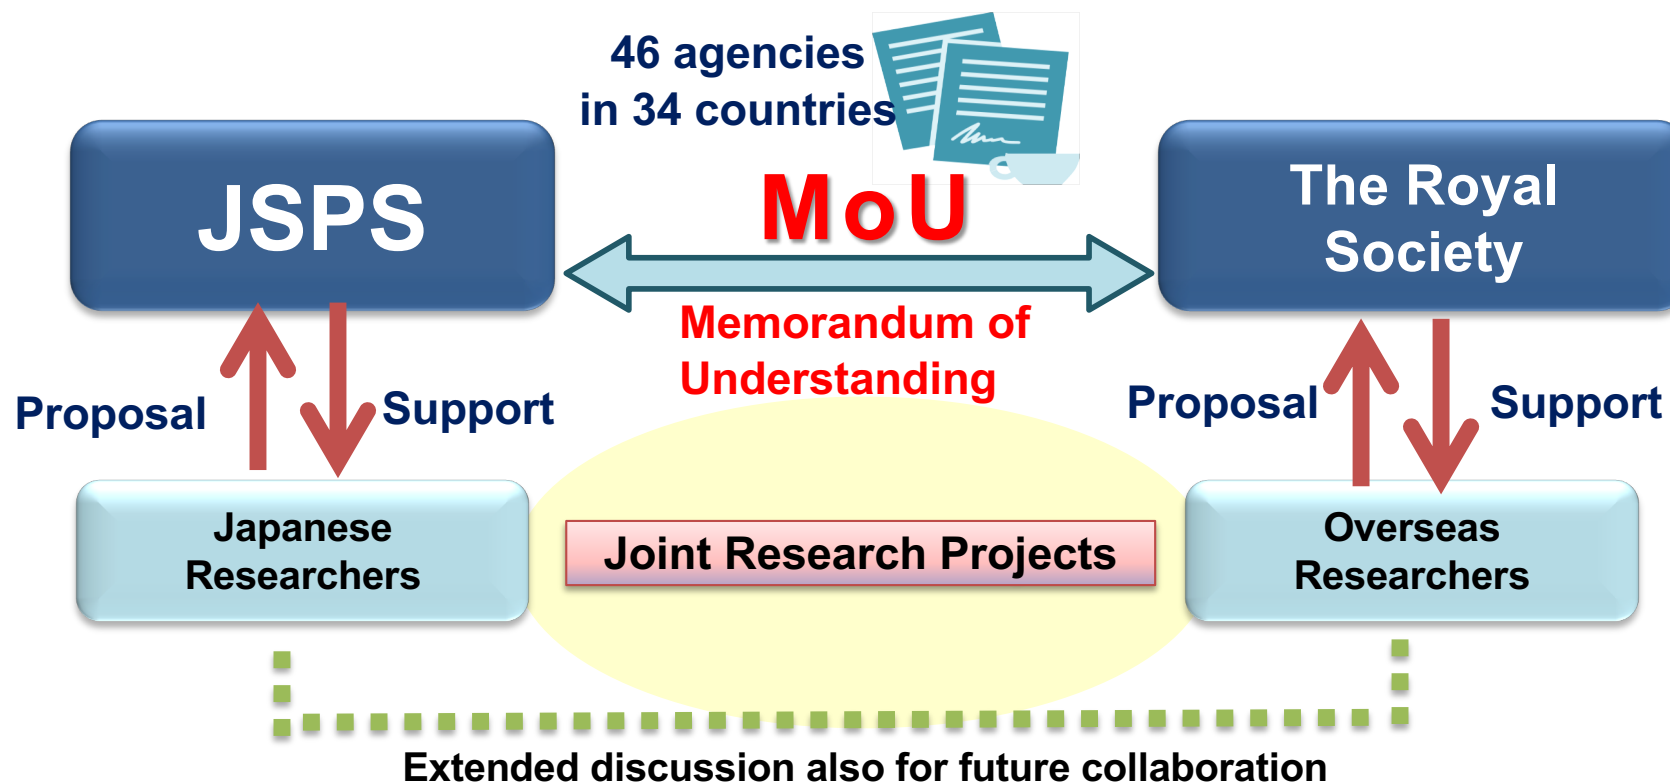 46 agencies
in 34 countries
JSPS
MoU
The Royal
Society
Memorandum of
Understanding
Proposal
Support
Proposal
Support
Japanese
Researchers
Joint Research Projects
Overseas
Researchers
Extended discussion also for future collaboration